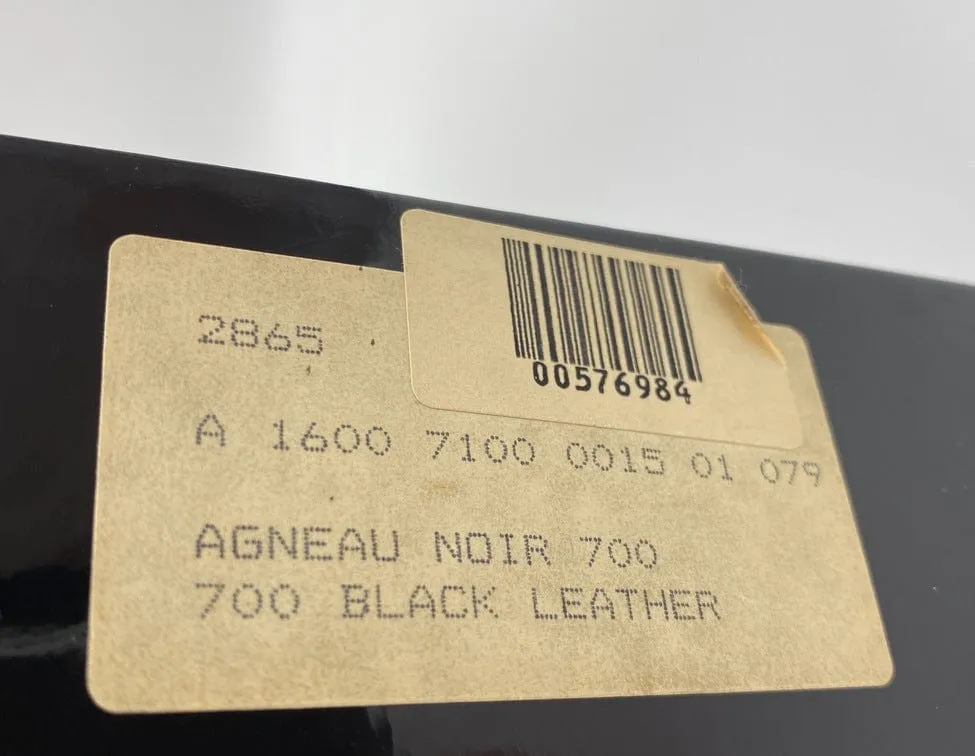 2865
00576984
A 1600 7100 0015 01 079
AGNEAU NOIR 700
700 BLACK LEATHER